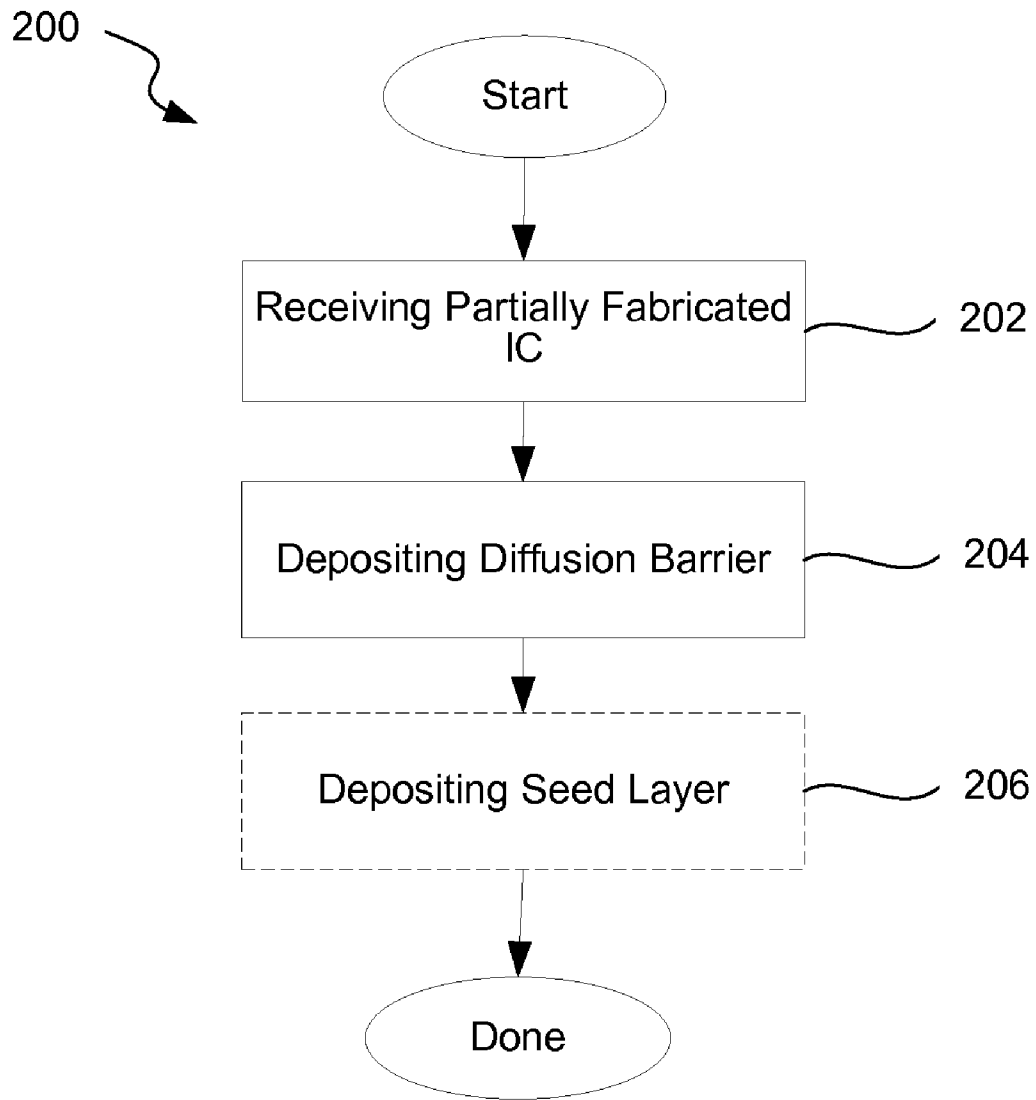 200
Start
Receiving Partially Fabricated
IC
202
Depositing Diffusion Barrier
204
Depositing Seed Layer
206
Done